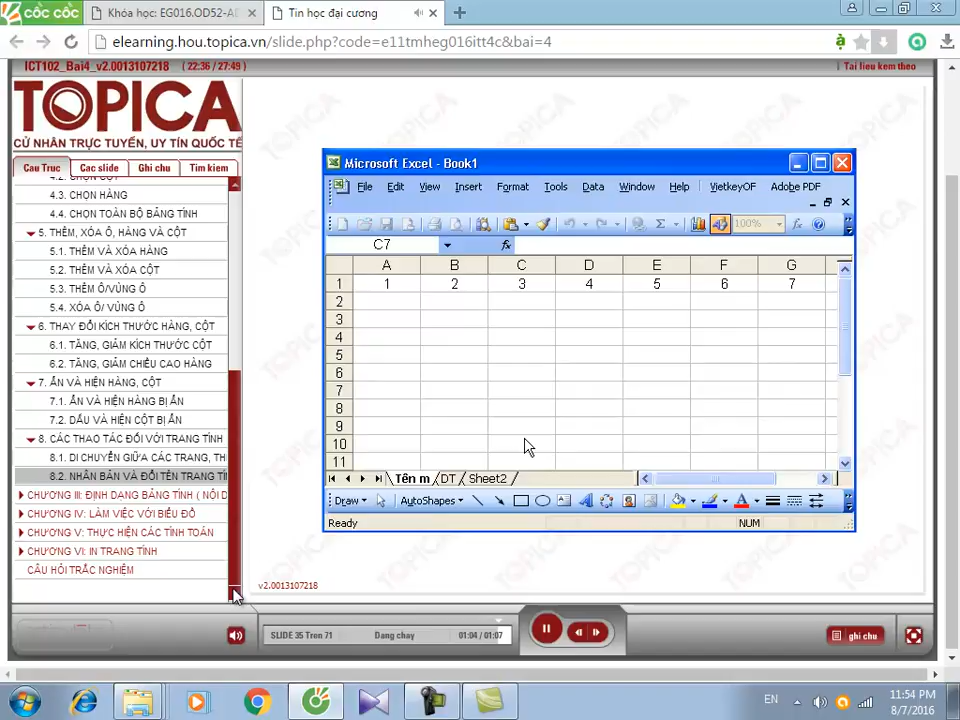 CỐC CỐC
Khóa học: EG016.OD52-A
Tin học đại cương
elearning.hou.topica.vn/slide.php?code=e11tmheg016itt4c&bai=4
ICT102_Bai4_v2.0013107218 ( 22:36 / 27:49 )
Tai lieu kem theo
TOPICA
CỬ NHÂN TRỰC TUYẾN, UY TÍN QUỐC TẾ
Cau Truc Cac slide Ghi chu Tim kiem
4.2. CHỌN CỘT
4.3. CHỌN HÀNG
4.4. CHỌN TOÀN BỘ BẢNG TÍNH
5. THÊM, XÓA Ô, HÀNG VÀ CỘT
5.1. THÊM VÀ XÓA HÀNG
5.2. THÊM VÀ XÓA CỘT
5.3. THÊM Ô/VÙNG Ô
5.4. XÓA Ô/ VÙNG Ô
6. THAY ĐỔI KÍCH THƯỚC HÀNG, CỘT
6.1. TĂNG, GIẢM KÍCH THƯỚC CỘT
6.2. TĂNG, GIẢM CHIỀU CAO HÀNG
7. ẨN VÀ HIỆN HÀNG, CỘT
7.1. ẨN VÀ HIỆN HÀNG BỊ ẨN
7.2. DẤU VÀ HIỆN CỘT BỊ ẨN
8. CÁC THAO TÁC ĐỐI VỚI TRANG TÍNH
8.1. DI CHUYỂN GIỮA CÁC TRANG, TH
8.2. NHÂN BẢN VÀ ĐỔI TÊN TRANG TÍ
CHƯƠNG III: ĐỊNH DẠNG BẢNG TÍNH ( NỘI D
CHƯƠNG IV: LÀM VIỆC VỚI BIỂU ĐỒ
CHƯƠNG V: THỰC HIỆN CÁC TÍNH TOÁN
CHƯƠNG VI: IN TRANG TÍNH
CÂU HỎI TRẮC NGHIỆM
Microsoft Excel - Book1
File Edit View Insert Format Tools Data Window Help VietkeyOF Adobe PDF
100%
C7 fx
A B C D E F G
1 1 2 3 4 5 6 7
2
3
4
5
6
7
8
9
10
11
Tên m DT Sheet2
Draw AutoShapes
Ready NUM
v2.0013107218
SLIDE 35 Tren 71 Dang chay 01:04 / 01:07
ghi chu
EN
11:54 PM
8/7/2016